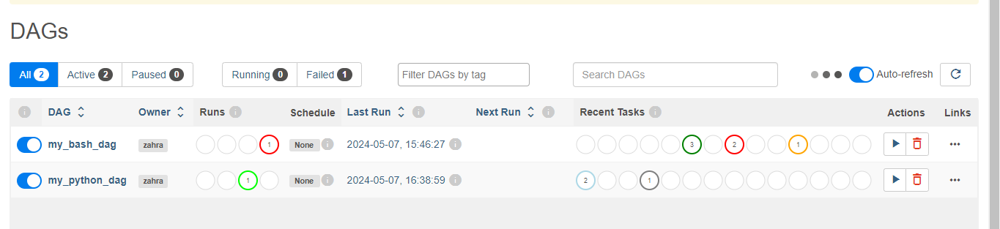 DAGs
All 2 Active 2 Paused 0 Running 0 Failed 1 Filter DAGs by tag Search DAGs Auto-refresh
i DAG Owner Runs i Schedule Last Run i Next Run i Recent Tasks i Actions Links
my_bash_dag zahra 1 None i 2024-05-07, 15:46:27 i 3 2 1
my_python_dag zahra 1 None i 2024-05-07, 16:38:59 i 2 1